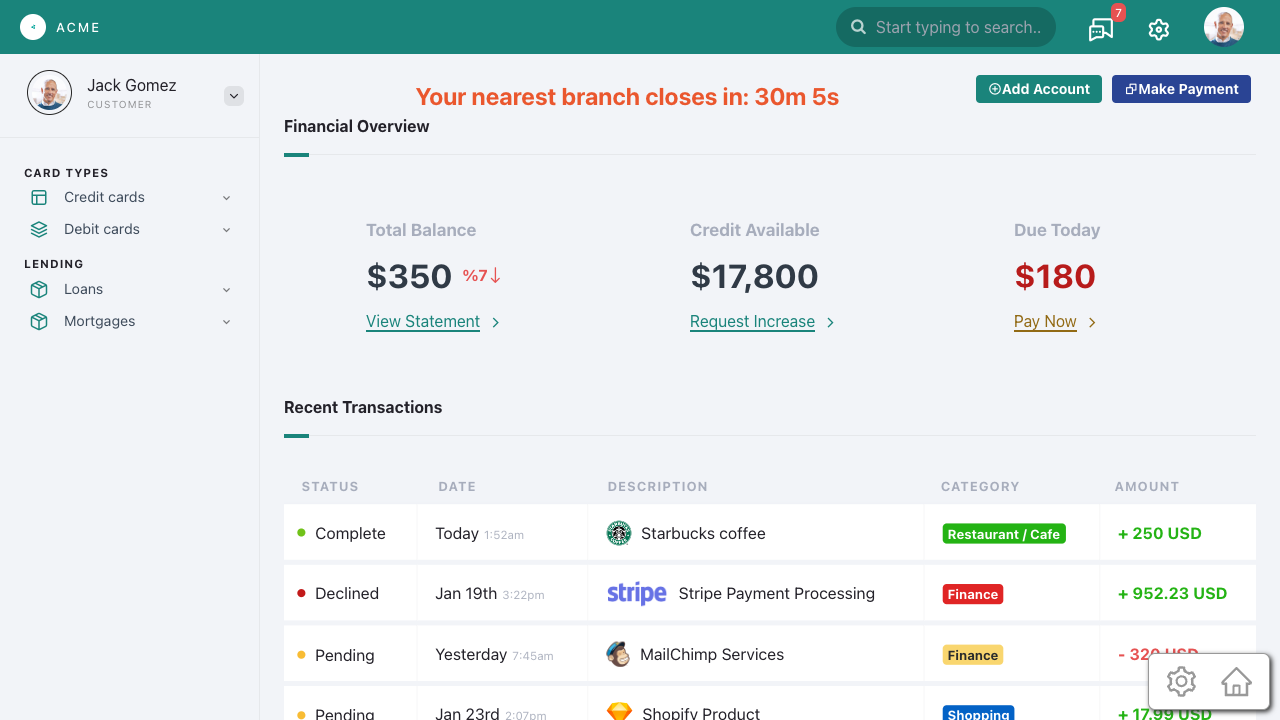 ACME
Start typing to search..
7
Jack Gomez
CUSTOMER
Your nearest branch closes in: 30m 5s
Add Account
Make Payment
Financial Overview
CARD TYPES
Credit cards
Debit cards
LENDING
Loans
Mortgages
Total Balance
Credit Available
Due Today
$350 %7
$17,800
$180
View Statement
Request Increase
Pay Now
Recent Transactions
STATUS DATE DESCRIPTION CATEGORY AMOUNT
Complete Today 1:52am Starbucks coffee Restaurant / Cafe + 250 USD
Declined Jan 19th 3:22pm stripe Stripe Payment Processing Finance + 952.23 USD
Pending Yesterday 7:45am MailChimp Services Finance - 320 USD
Pending Jan 23rd 2:07pm Shopify Product Shopping + 17.99 USD